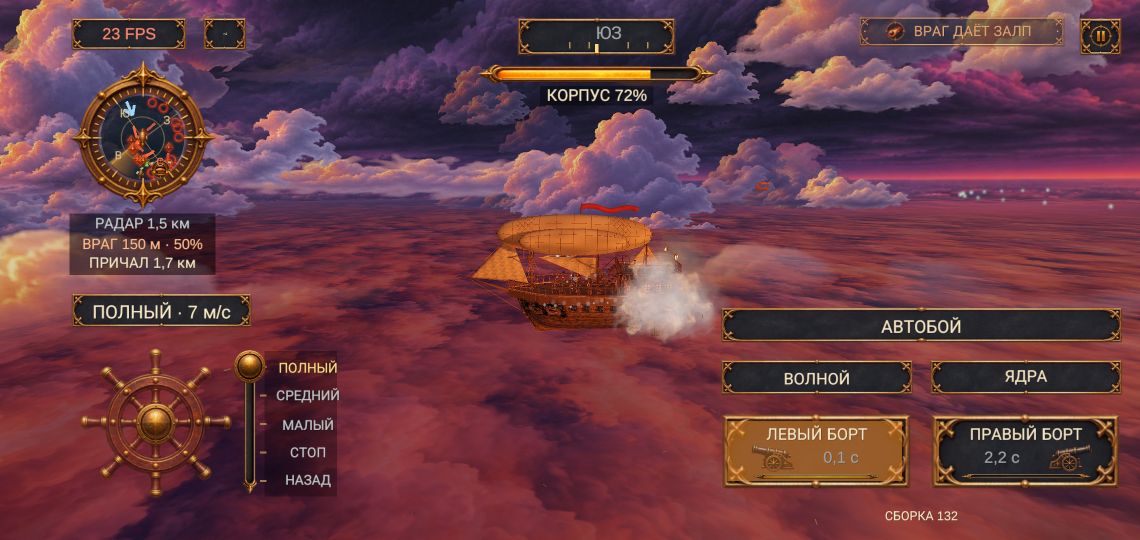 23 FPS
ЮЗ
ВРАГ ДАЁТ ЗАЛП
КОРПУС 72%
Ю
З
В
РАДАР 1,5 км
ВРАГ 150 м · 50%
ПРИЧАЛ 1,7 км
ПОЛНЫЙ · 7 м/с
ПОЛНЫЙ
СРЕДНИЙ
МАЛЫЙ
СТОП
НАЗАД
АВТОБОЙ
ВОЛНОЙ
ЯДРА
ЛЕВЫЙ БОРТ
0,1 с
ПРАВЫЙ БОРТ
2,2 с
СБОРКА 132